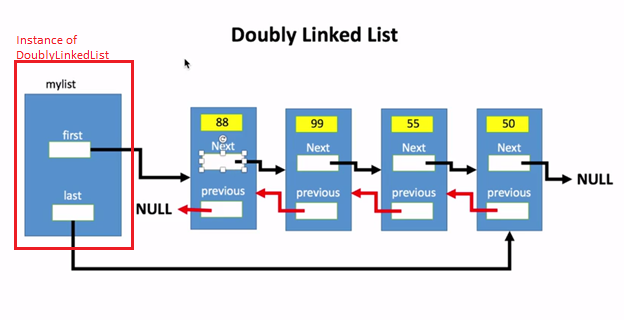 Doubly Linked List
Instance of
DoublyLinkedList
mylist
first
last
88
Next
previous
99
Next
previous
55
Next
previous
50
Next
previous
NULL
NULL